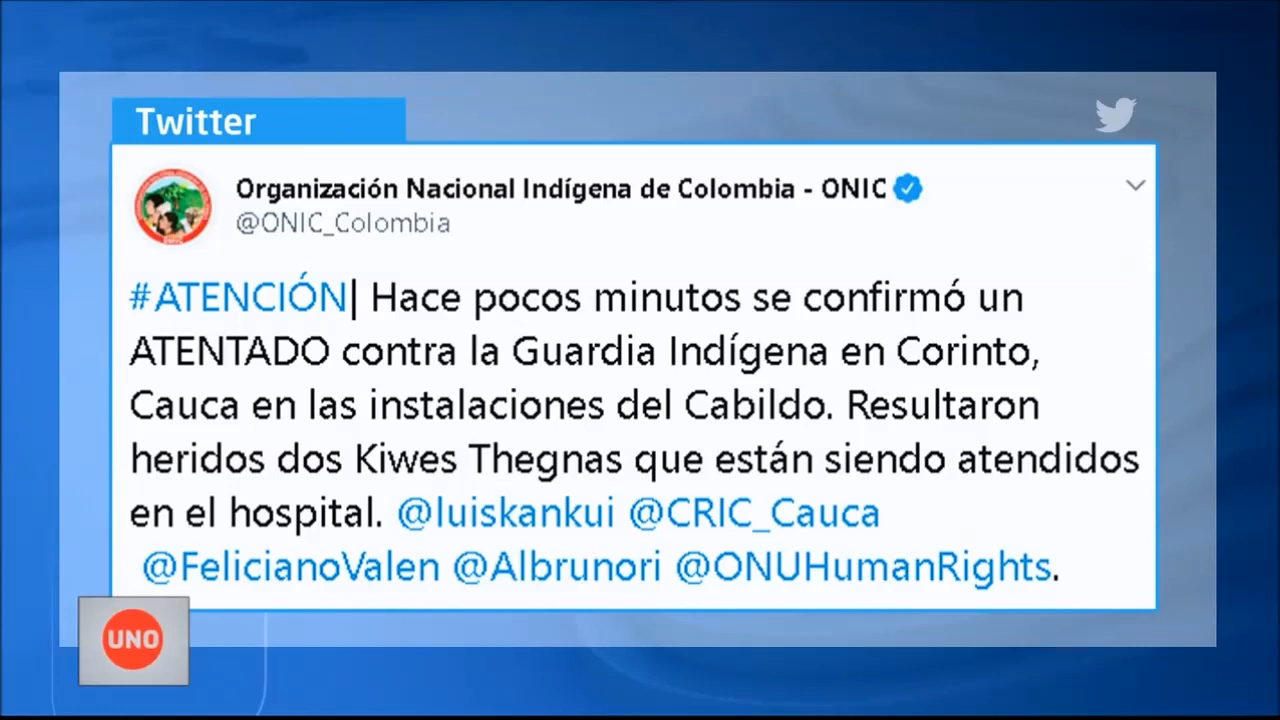 Twitter
Organización Nacional Indígena de Colombia - ONIC
@ONIC_Colombia
#ATENCIÓN| Hace pocos minutos se confirmó un
ATENTADO contra la Guardia Indígena en Corinto,
Cauca en las instalaciones del Cabildo. Resultaron
heridos dos Kiwes Thegnas que están siendo atendidos
en el hospital. @luiskankui @CRIC_Cauca
@FelicianoValen @Albrunori @ONUHumanRights.
UNO